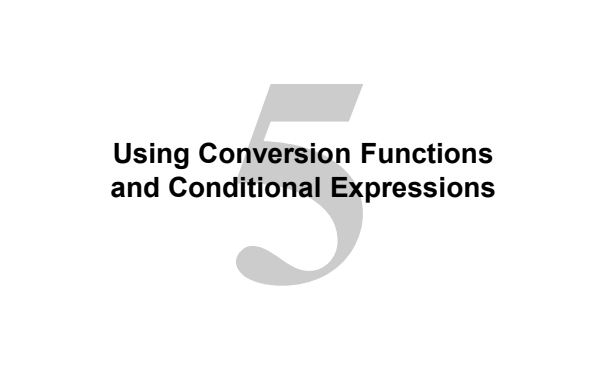 5
Using Conversion Functions
and Conditional Expressions